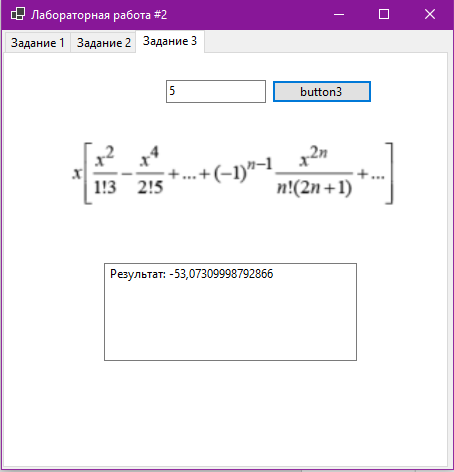 Лабораторная работа #2
Задание 1 Задание 2 Задание 3
5 button3
x[x²/1!3 − x⁴/2!5 + ... + (−1)ⁿ⁻¹ x²ⁿ/n!(2n+1) + ...]
Результат: -53,07309998792866